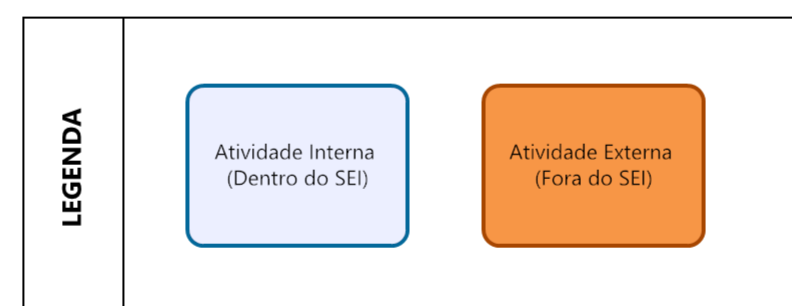 LEGENDA
Atividade Interna
(Dentro do SEI)
Atividade Externa
(Fora do SEI)